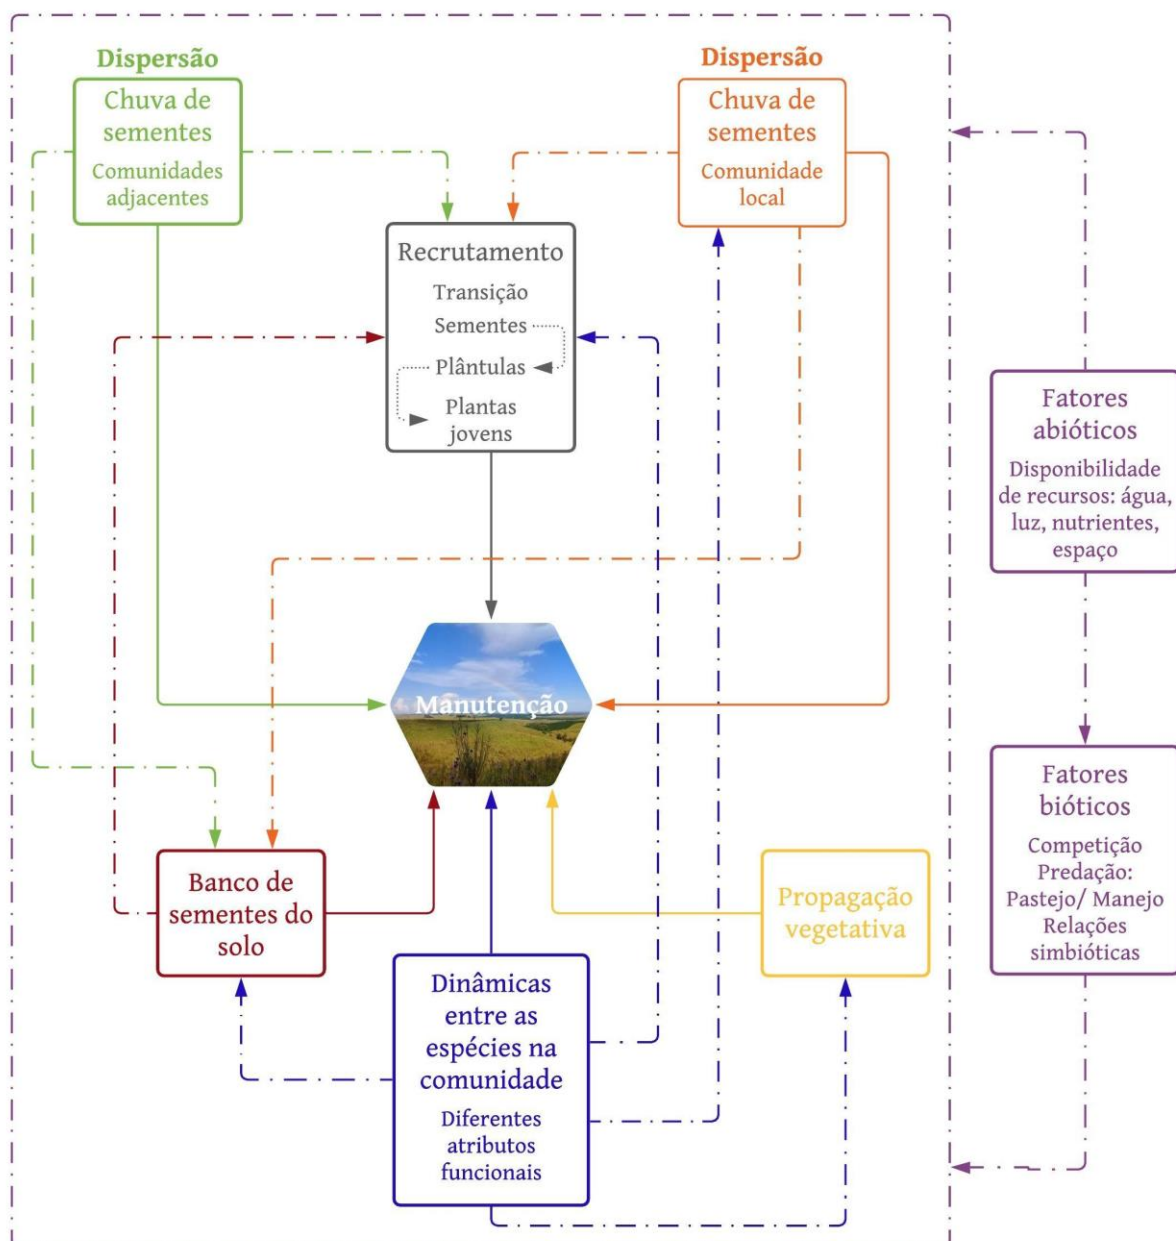 Dispersão
Chuva de
sementes
Comunidades
adjacentes
Dispersão
Chuva de
sementes
Comunidade
local
Recrutamento
Transição
Sementes
Plântulas
Plantas
jovens
Manutenção
Banco de
sementes do
solo
Dinâmicas
entre as
espécies na
comunidade
Diferentes
atributos
funcionais
Propagação
vegetativa
Fatores
abióticos
Disponibilidade
de recursos: água,
luz, nutrientes,
espaço
Fatores
bióticos
Competição
Predação:
Pastejo/ Manejo
Relações
simbióticas